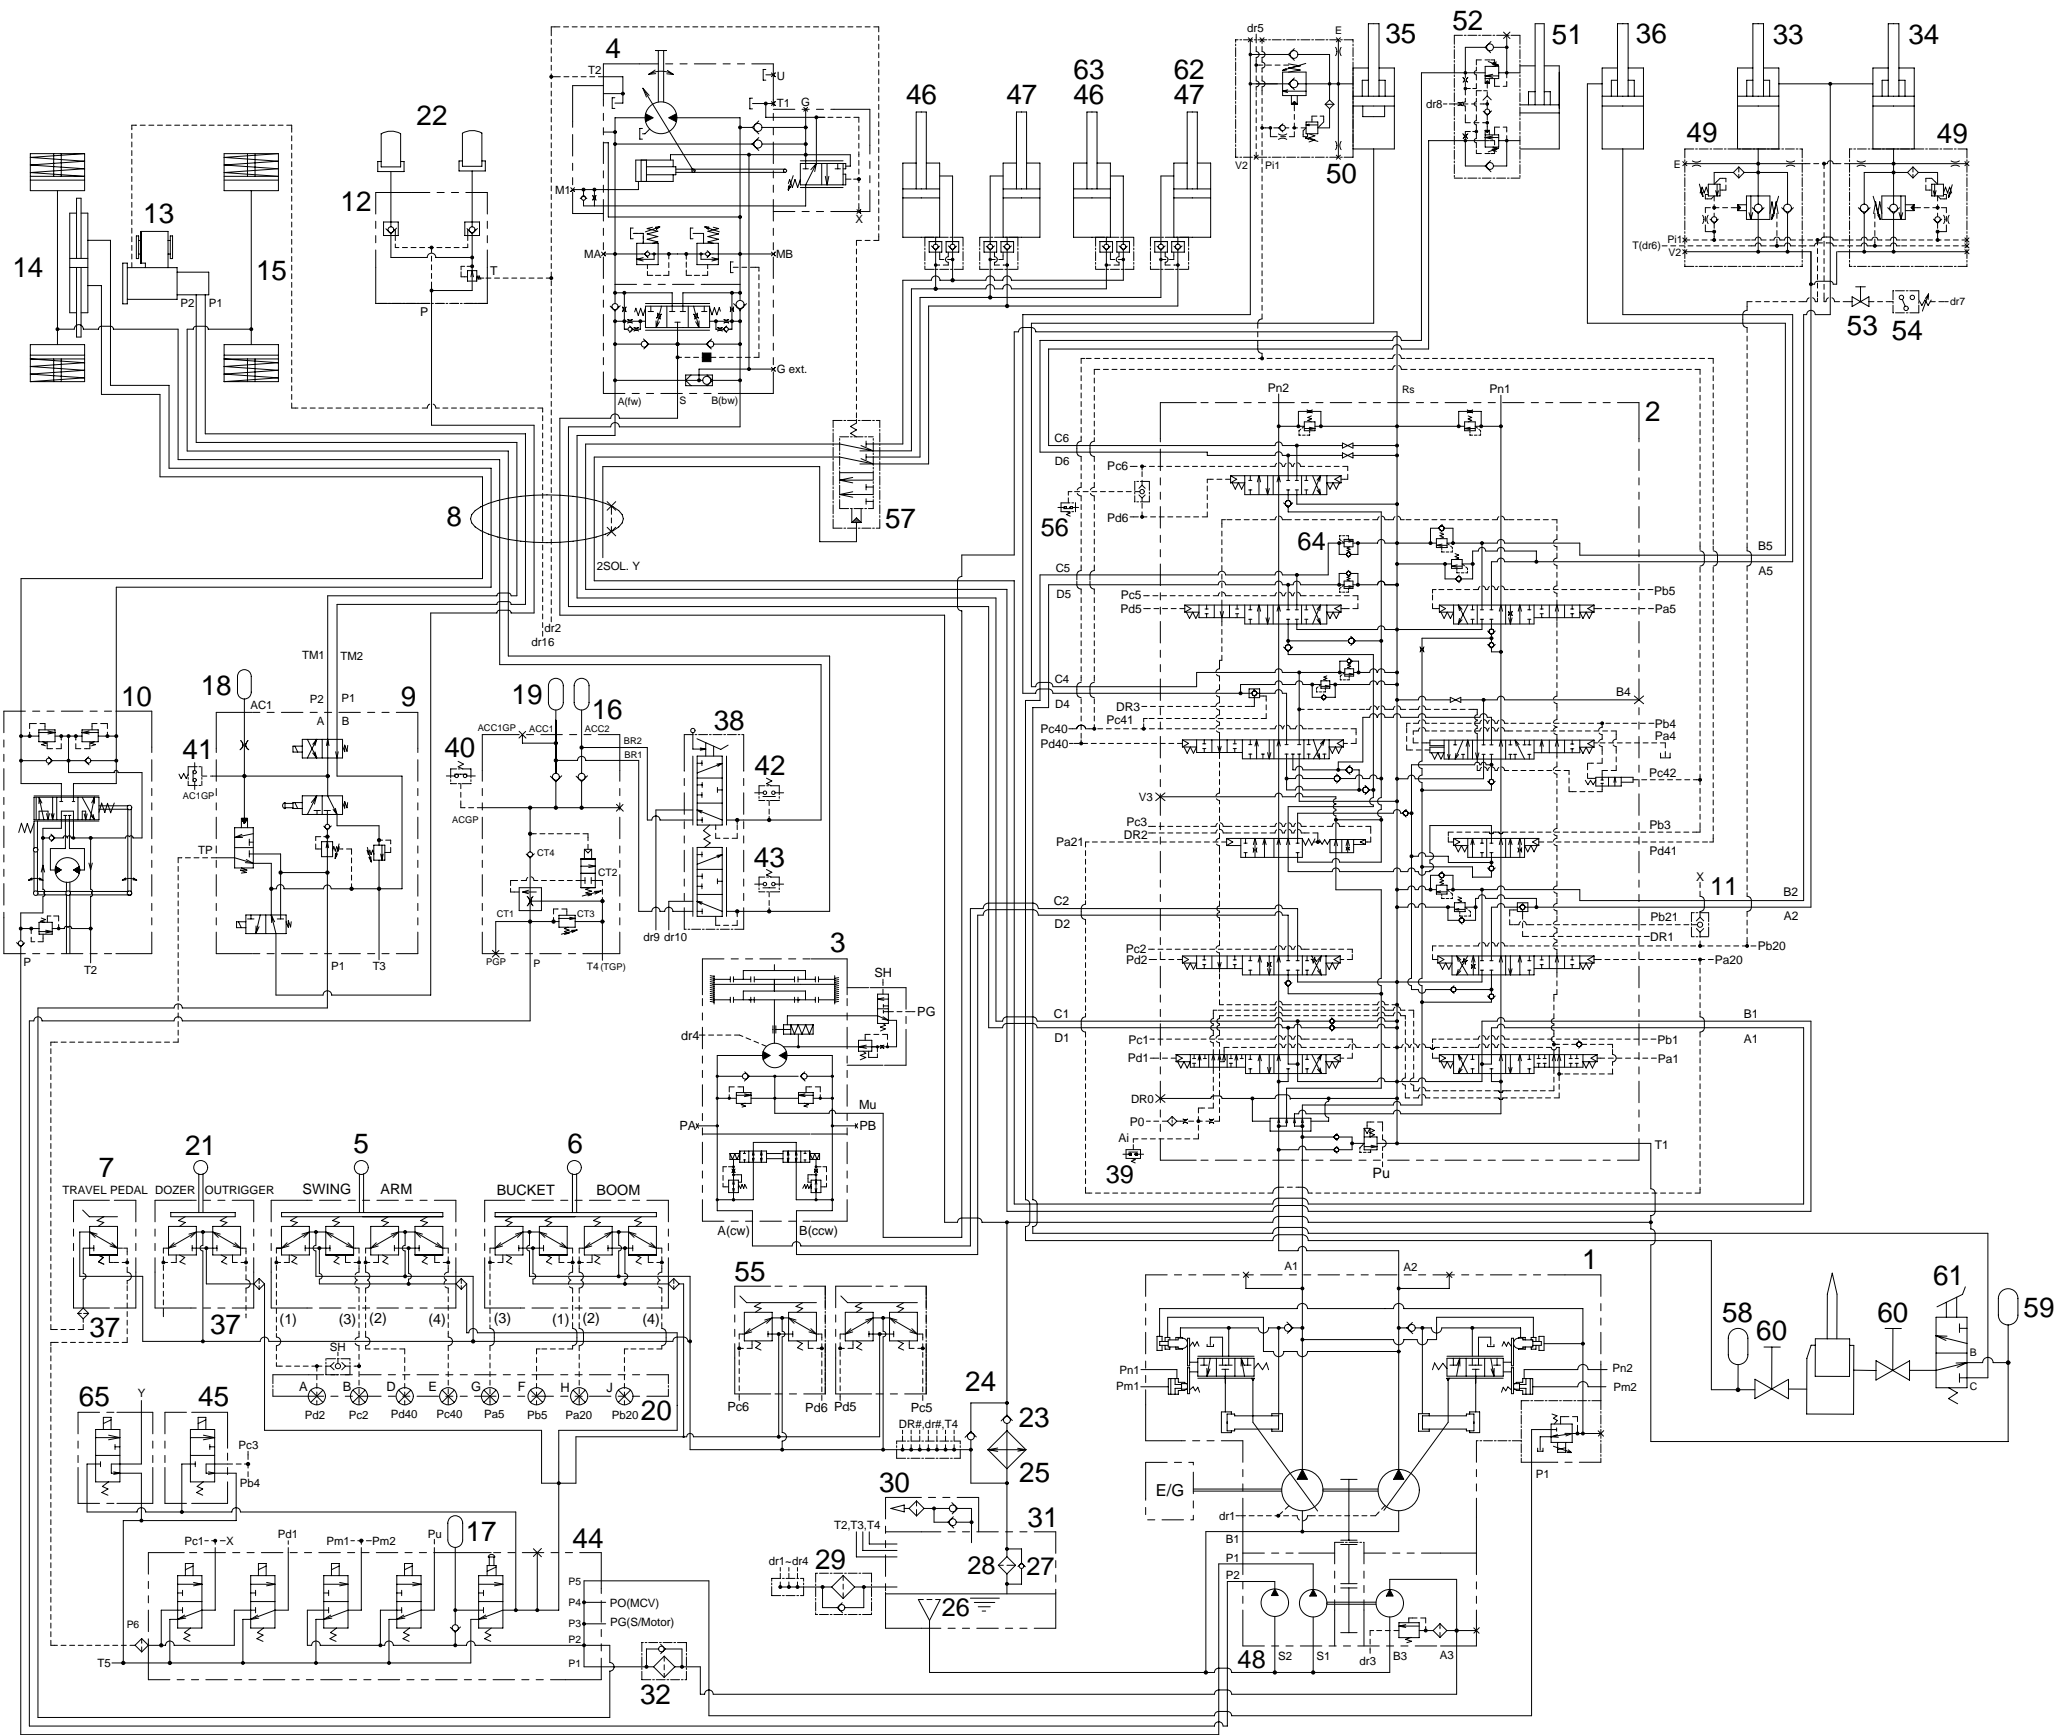 4
T2
U
T1
G
M1
X
MA
MB
G ext.
A(fw)
S
B(bw)
22
12
T
P
13
14
15
P2
P1
46
47
63
46
62
47
dr5
E
35
V2
Pi1
50
52
51
dr8
36
33
34
49
49
E
Pi1
T(dr6)
V2
53
54
dr7
8
57
2SOL. Y
dr2
dr16
Pn2
Rs
Pn1
2
C6
D6
Pc6
56
Pd6
64
B5
A5
C5
D5
Pc5
Pd5
Pb5
Pa5
C4
D4
DR3
Pc41
Pc40
Pd40
B4
Pb4
Pa4
Pc42
V3
Pc3
DR2
Pa21
Pb3
Pd41
X
11
C2
D2
B2
A2
Pb21
DR1
Pb20
Pc2
Pd2
Pa20
C1
D1
B1
A1
Pc1
Pd1
Pb1
Pa1
DR0
P0
Ai
39
Pu
T1
TM1
TM2
10
P
T2
18
AC1
P2
P1
9
A
B
41
AC1GP
TP
P1
T3
19
16
ACC1GP
ACC1
ACC2
BR2
BR1
40
ACGP
CT4
CT2
CT1
CT3
PGP
P
T4(TGP)
38
42
43
dr9
dr10
3
SH
PG
dr4
Mu
PA
PB
A(cw)
B(ccw)
7
21
5
6
TRAVEL PEDAL
DOZER
OUTRIGGER
SWING
ARM
BUCKET
BOOM
37
37
(1)
(3)
(2)
(4)
(3)
(1)
(2)
(4)
SH
A
B
D
E
G
F
H
J
Pd2
Pc2
Pd40
Pc40
Pa5
Pb5
Pa20
Pb20
20
55
Pc6
Pd6
Pd5
Pc5
65
Y
45
Pc3
Pb4
24
23
DR#,dr#,T4
25
30
31
T2,T3,T4
dr1~dr4
29
28
27
26
Pc1
X
Pd1
Pm1
Pm2
Pu
17
44
P5
P4
PO(MCV)
P3
PG(S/Motor)
P2
P1
P6
T5
32
A1
A2
1
Pn1
Pm1
Pn2
Pm2
P1
E/G
dr1
B1
P1
P2
48
S2
S1
dr3
B3
A3
58
60
60
61
B
C
59